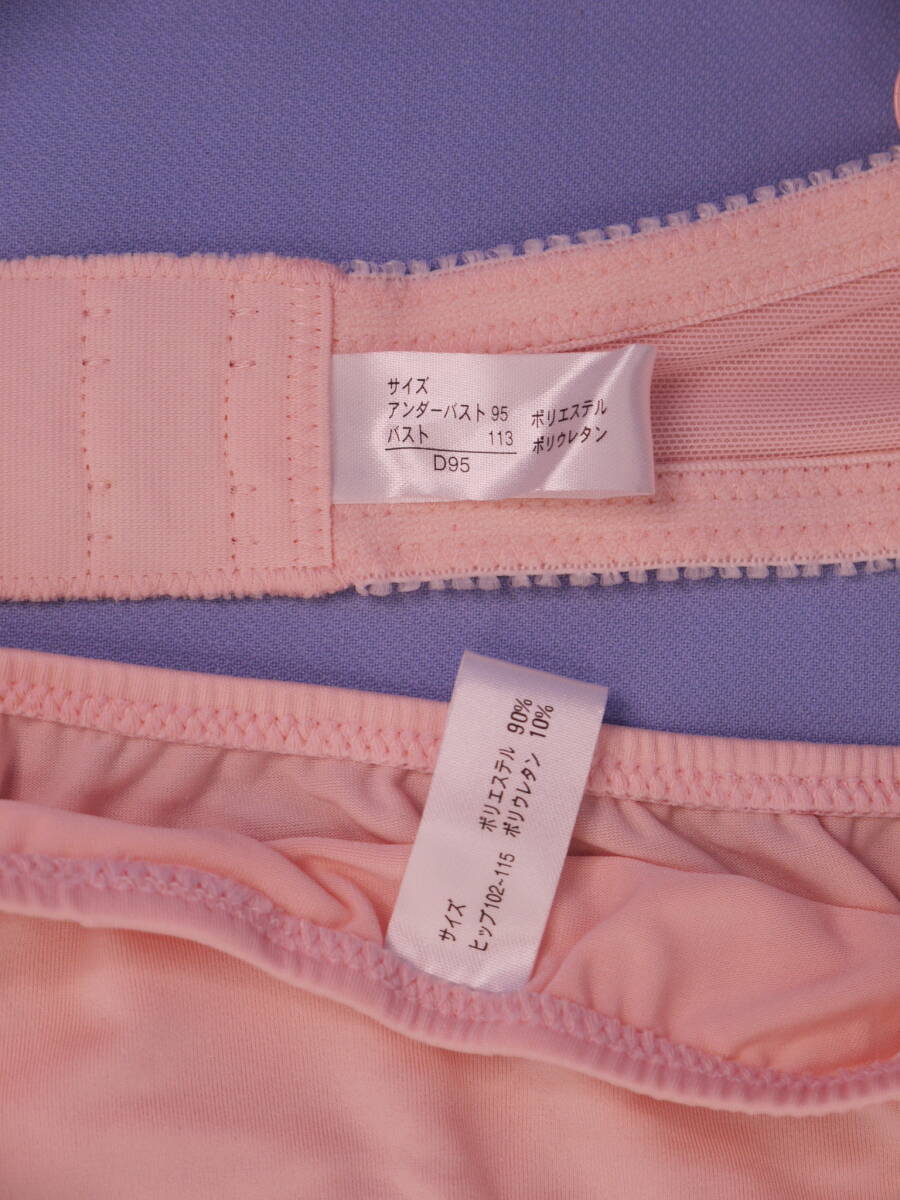 サイズ
アンダーバスト 95
バスト 113
D95
ポリエステル
ポリウレタン
ポリエステル 90%
ポリウレタン 10%
サイズ
ヒップ102~115